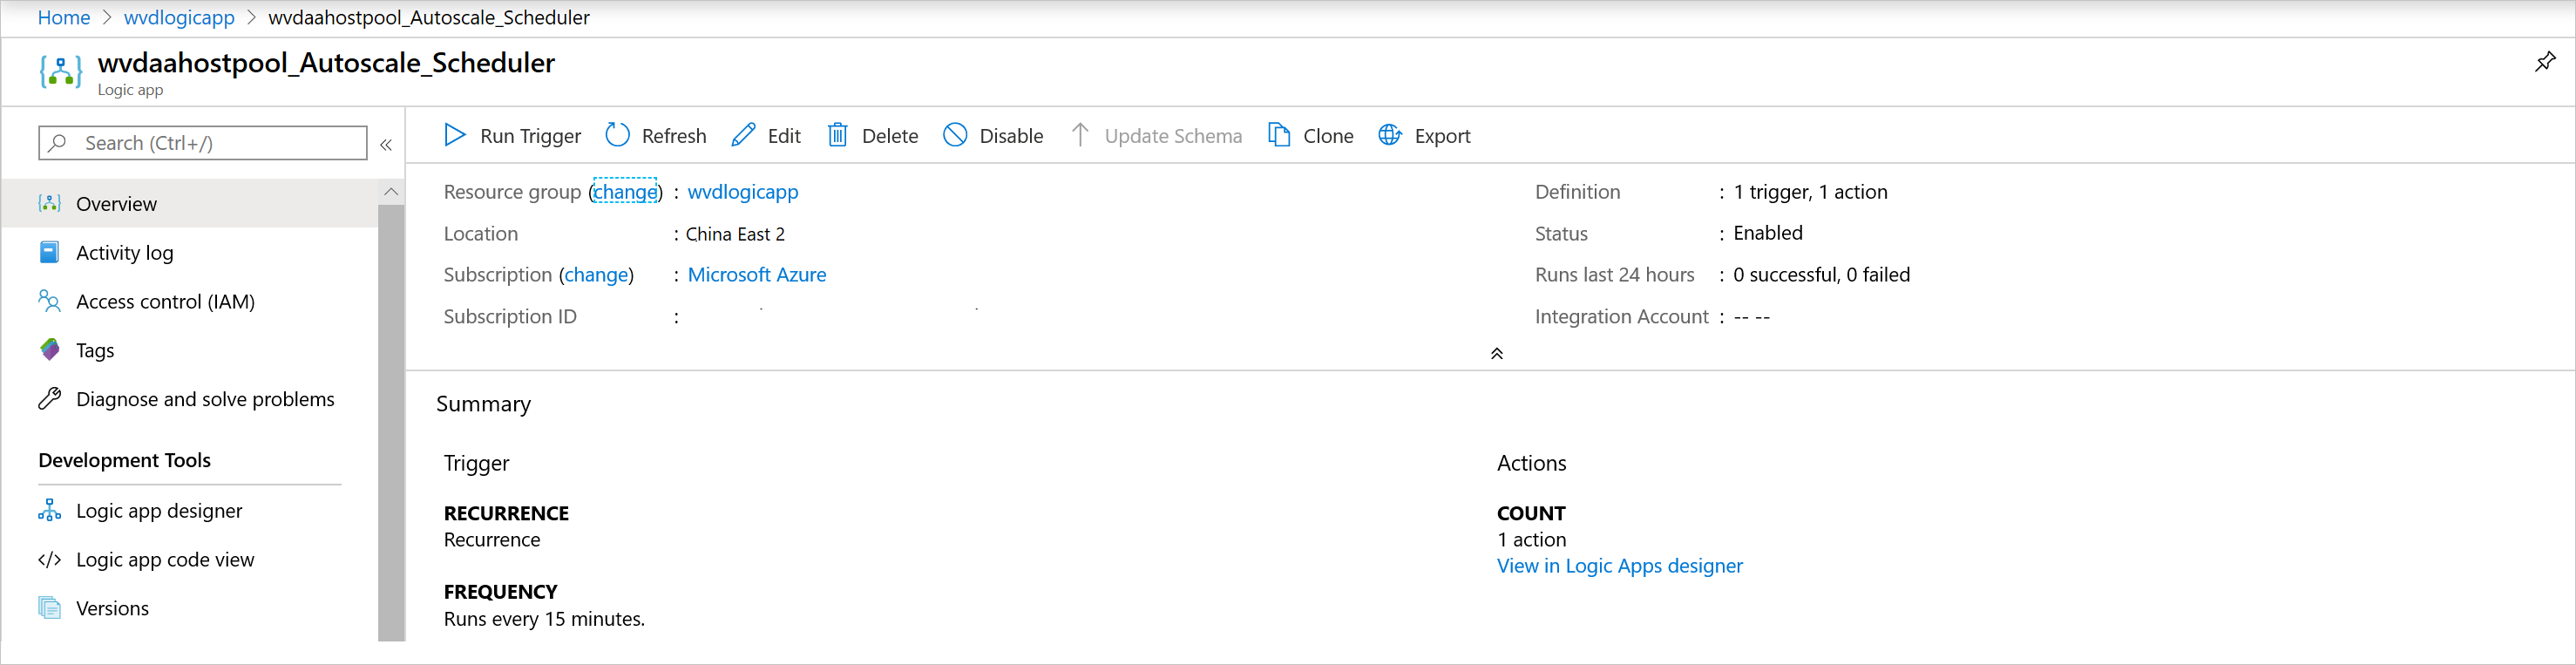 Home > wvdlogicapp > wvdaahostpool_Autoscale_Scheduler
wvdaahostpool_Autoscale_Scheduler
Logic app
Search (Ctrl+/)
«
Overview
Activity log
Access control (IAM)
Tags
Diagnose and solve problems
Development Tools
Logic app designer
Logic app code view
Versions
Run Trigger Refresh Edit Delete Disable Update Schema Clone Export
Resource group (change) : wvdlogicapp
Location : China East 2
Subscription (change) : Microsoft Azure
Subscription ID :
Definition : 1 trigger, 1 action
Status : Enabled
Runs last 24 hours : 0 successful, 0 failed
Integration Account : -- --
Summary
Trigger
RECURRENCE
Recurrence
FREQUENCY
Runs every 15 minutes.
Actions
COUNT
1 action
View in Logic Apps designer